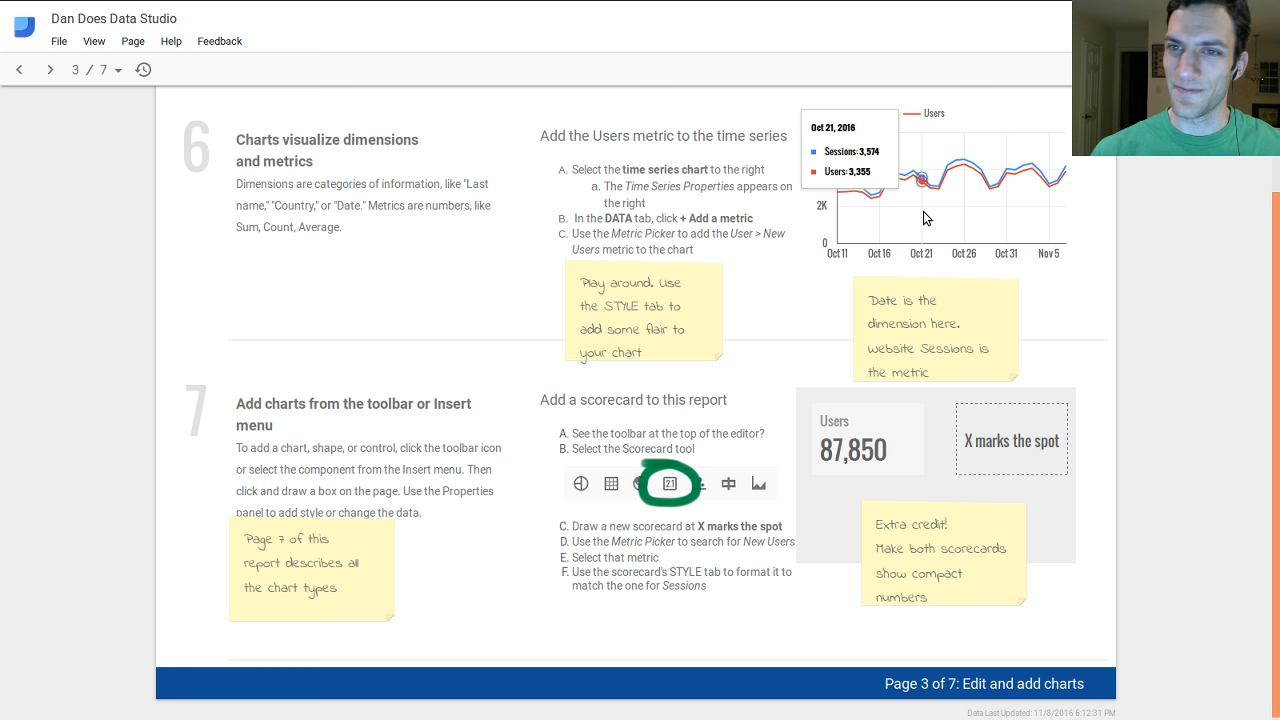 Dan Does Data Studio
File View Page Help Feedback
3 / 7
6
Charts visualize dimensions
and metrics
Dimensions are categories of information, like "Last
name," "Country," or "Date." Metrics are numbers, like
Sum, Count, Average.
Add the Users metric to the time series
A. Select the time series chart to the right
a. The Time Series Properties appears on
the right
B. In the DATA tab, click + Add a metric
C. Use the Metric Picker to add the User > New
Users metric to the chart
Play around. Use
the STYLE tab to
add some flair to
your chart
Users
Oct 21, 2016
Sessions: 3,574
Users: 3,355
2K
0
Oct 11 Oct 16 Oct 21 Oct 26 Oct 31 Nov 5
Date is the
dimension here.
Website Sessions is
the metric
7
Add charts from the toolbar or Insert
menu
To add a chart, shape, or control, click the toolbar icon
or select the component from the Insert menu. Then
click and draw a box on the page. Use the Properties
panel to add style or change the data.
Page 7 of this
report describes all
the chart types
Add a scorecard to this report
A. See the toolbar at the top of the editor?
B. Select the Scorecard tool
21
C. Draw a new scorecard at X marks the spot
D. Use the Metric Picker to search for New Users
E. Select that metric
F. Use the scorecard's STYLE tab to format it to
match the one for Sessions
Users
87,850
X marks the spot
Extra credit!
Make both scorecards
show compact
numbers
Page 3 of 7: Edit and add charts
Data Last Updated: 11/8/2016 6:12:31 PM